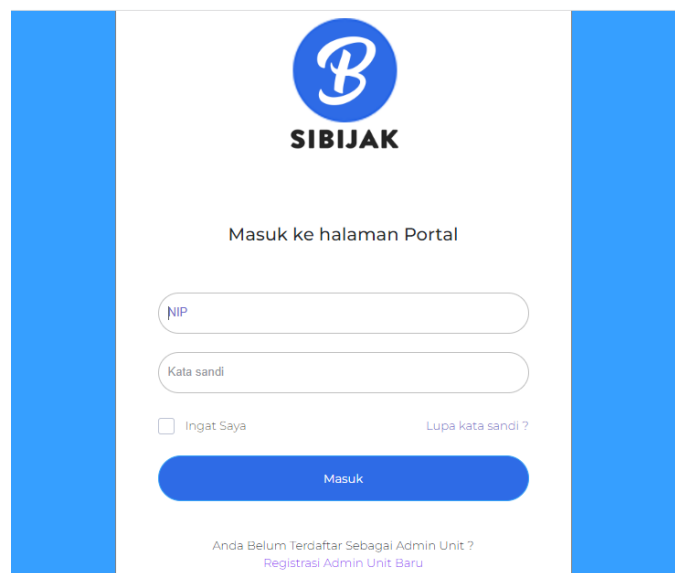 B
SIBIJAK
Masuk ke halaman Portal
NIP
Kata sandi
Ingat Saya
Lupa kata sandi ?
Masuk
Anda Belum Terdaftar Sebagai Admin Unit ?
Registrasi Admin Unit Baru